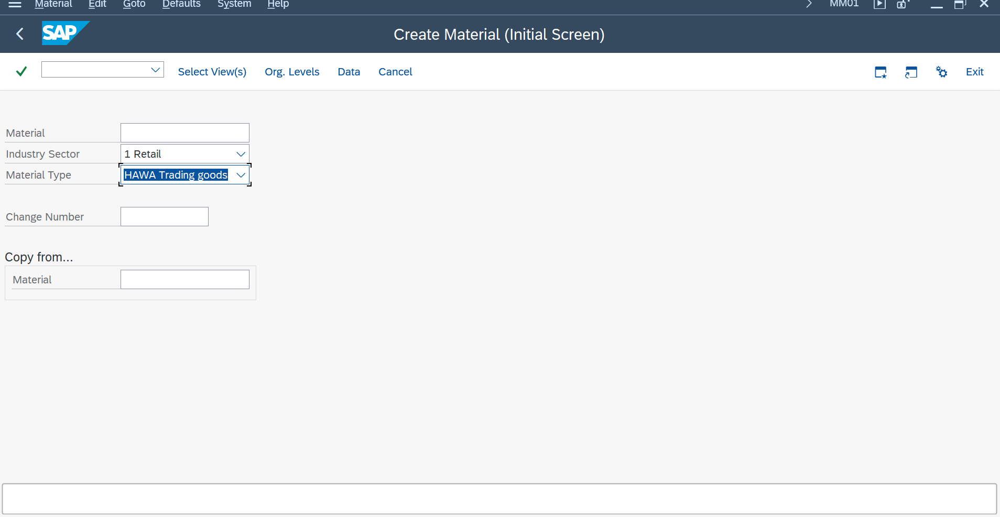 Material Edit Goto Defaults System Help MM01
SAP Create Material (Initial Screen)
Select View(s) Org. Levels Data Cancel Exit
Material
Industry Sector 1 Retail
Material Type HAWA Trading goods
Change Number
Copy from...
Material